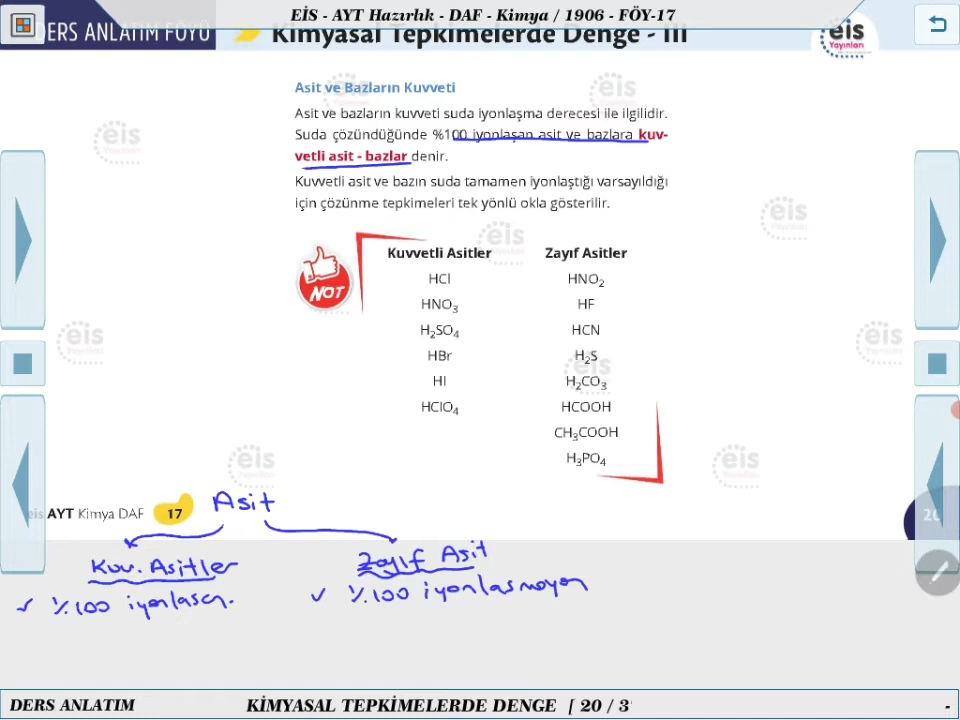 EİS - AYT Hazırlık - DAF - Kimya / 1906 - FÖY-17
DERS ANLATIM FÖYÜ
Kimyasal Tepkimelerde Denge - III
eis
Yayınları
Asit ve Bazların Kuvveti
Asit ve bazların kuvveti suda iyonlaşma derecesi ile ilgilidir.
Suda çözündüğünde %100 iyonlaşan asit ve bazlara kuv-
vetli asit - bazlar denir.
Kuvvetli asit ve bazın suda tamamen iyonlaştığı varsayıldığı
için çözünme tepkimeleri tek yönlü okla gösterilir.
NOT
Kuvvetli Asitler Zayıf Asitler
HCl HNO2
HNO3 HF
H2SO4 HCN
HBr H2S
HI H2CO3
HClO4 HCOOH
CH3COOH
H3PO4
eis AYT Kimya DAF 17
Asit
Kuv. Asitler Zayıf Asit
✓ %100 iyonlaşan. ✓ %100 iyonlaşmayan
DERS ANLATIM KİMYASAL TEPKİMELERDE DENGE [ 20 / 3